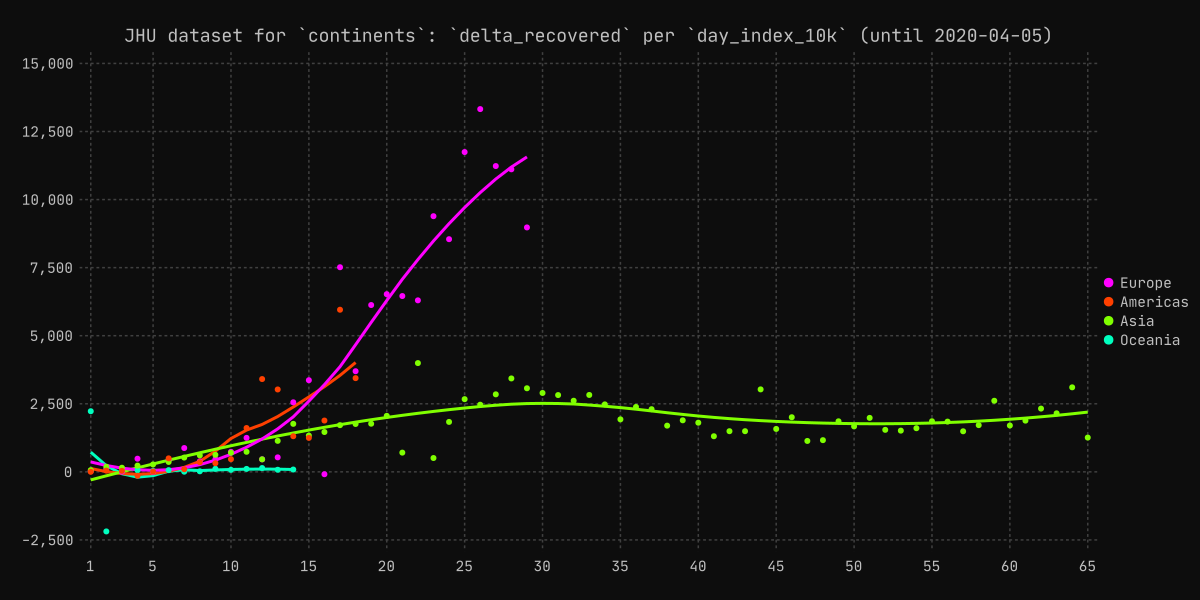 JHU dataset for `continents`: `delta_recovered` per `day_index_10k` (until 2020-04-05)
15,000
12,500
10,000
7,500
5,000
2,500
0
-2,500
1 5 10 15 20 25 30 35 40 45 50 55 60 65
Europe
Americas
Asia
Oceania